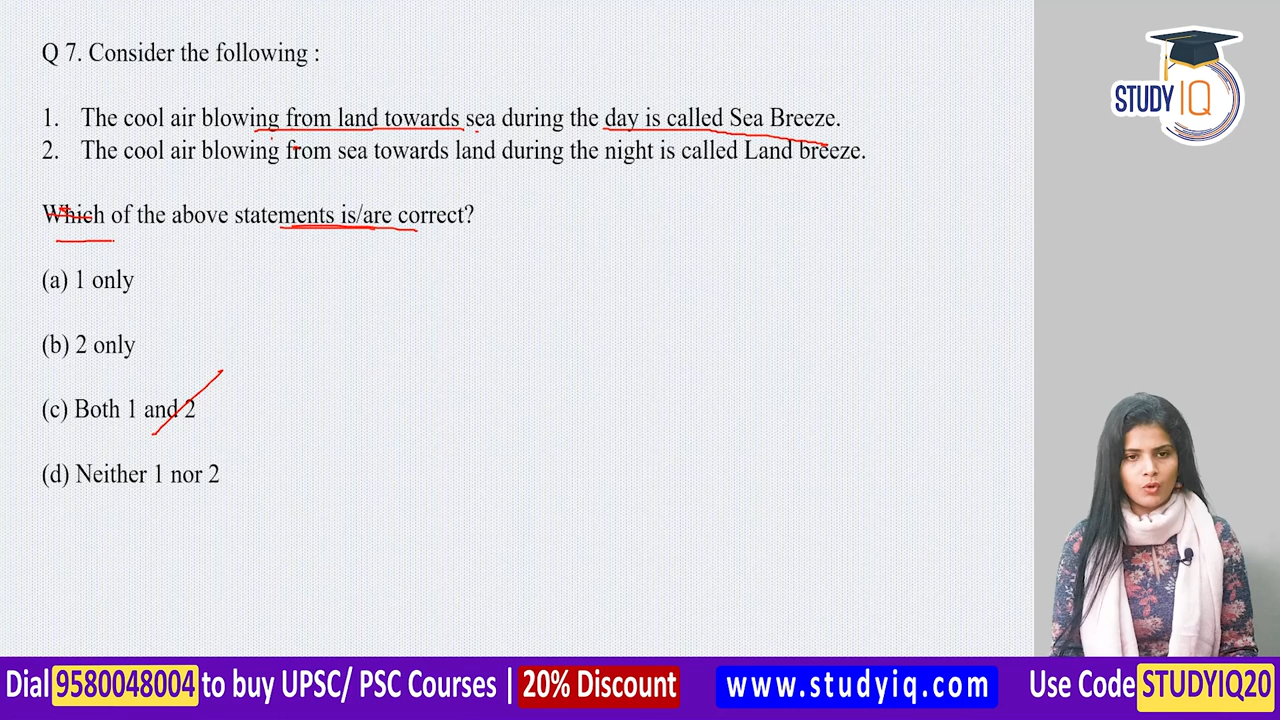 Q 7. Consider the following :
1. The cool air blowing from land towards sea during the day is called Sea Breeze.
2. The cool air blowing from sea towards land during the night is called Land breeze.
Which of the above statements is/are correct?
(a) 1 only
(b) 2 only
(c) Both 1 and 2
(d) Neither 1 nor 2
STUDY IQ
Dial 9580048004 to buy UPSC/ PSC Courses | 20% Discount www.studyiq.com Use Code STUDYIQ20